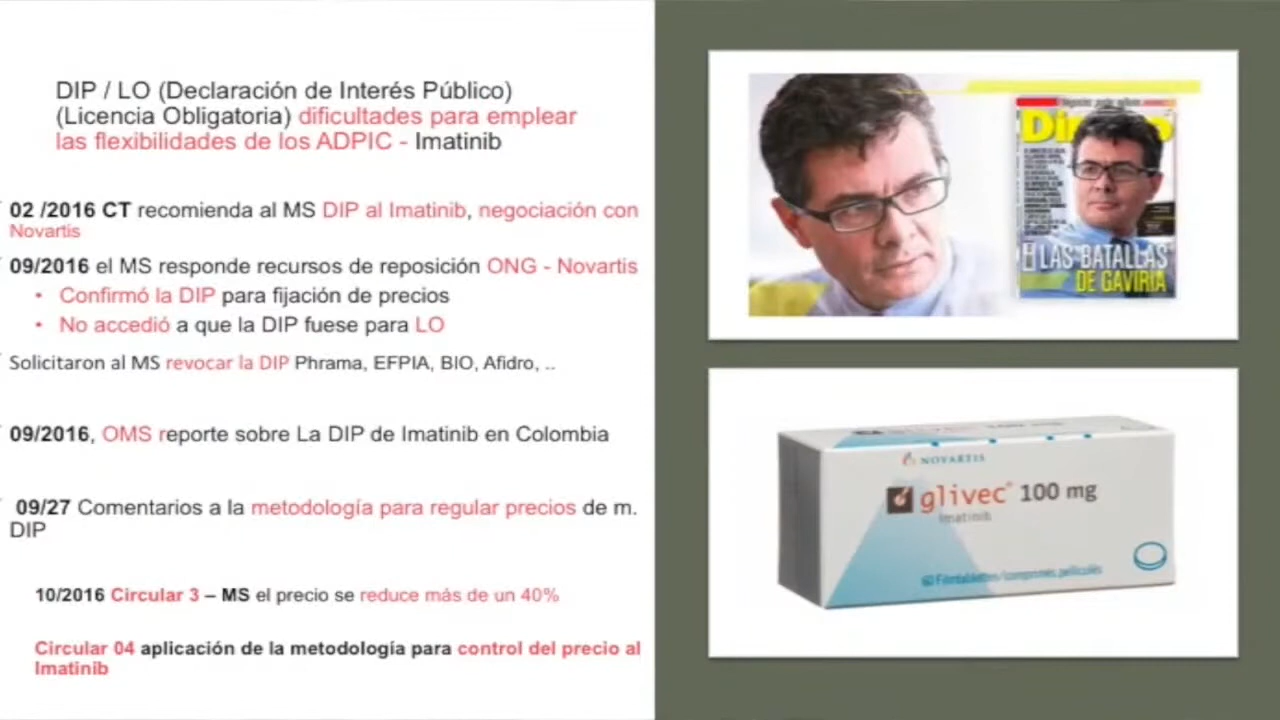 DIP / LO (Declaración de Interés Público)
(Licencia Obligatoria) dificultades para emplear
las flexibilidades de los ADPIC - Imatinib
02 /2016 CT recomienda al MS DIP al Imatinib, negociación con
Novartis
09/2016 el MS responde recursos de reposición ONG - Novartis
• Confirmó la DIP para fijación de precios
• No accedió a que la DIP fuese para LO
Solicitaron al MS revocar la DIP Phrama, EFPIA, BIO, Afidro, ..
09/2016, OMS reporte sobre La DIP de Imatinib en Colombia
09/27 Comentarios a la metodología para regular precios de m.
DIP
10/2016 Circular 3 – MS el precio se reduce más de un 40%
Circular 04 aplicación de la metodología para control del precio al
Imatinib
LAS BATALLAS
DE GAVIRIA
NOVARTIS
glivec® 100 mg
imatinib
60 Filmtabletten/comprimés pelliculés